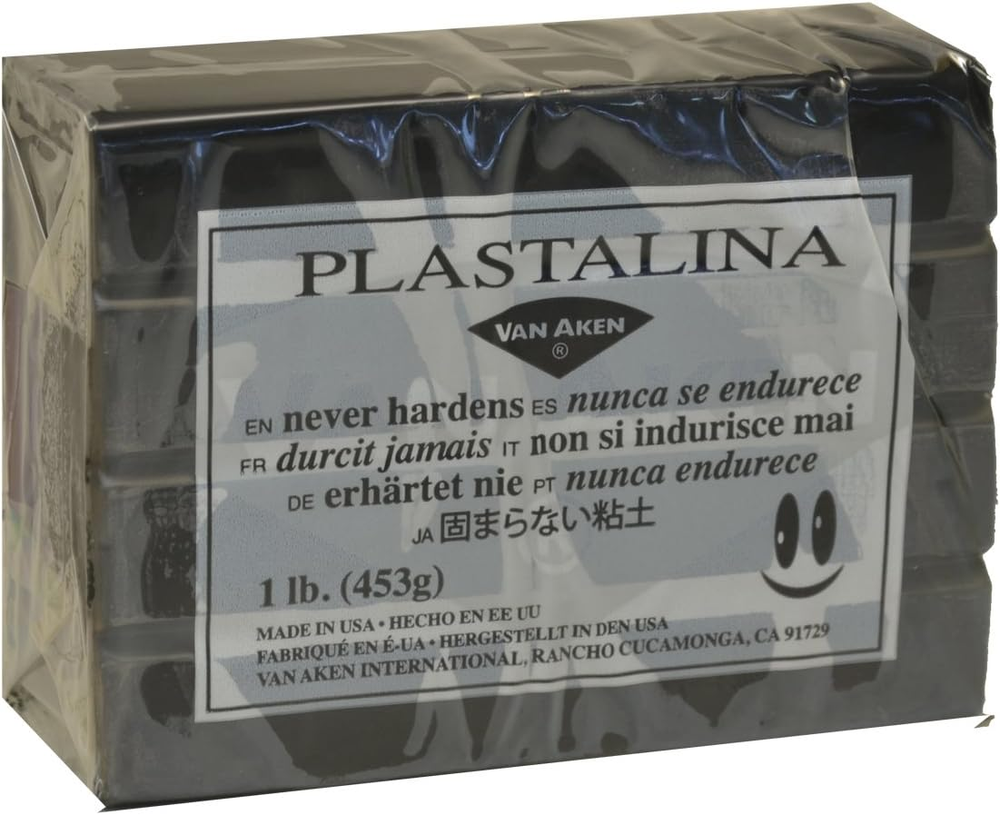 PLASTALINA
VAN AKEN
®
EN never hardens ES nunca se endurece
FR durcit jamais IT non si indurisce mai
DE erhärtet nie PT nunca endurece
JA 固まらない粘土
1 lb. (453g)
MADE IN USA • HECHO EN EE UU
FABRIQUÉ EN É-UA • HERGESTELLT IN DEN USA
VAN AKEN INTERNATIONAL, RANCHO CUCAMONGA, CA 91729